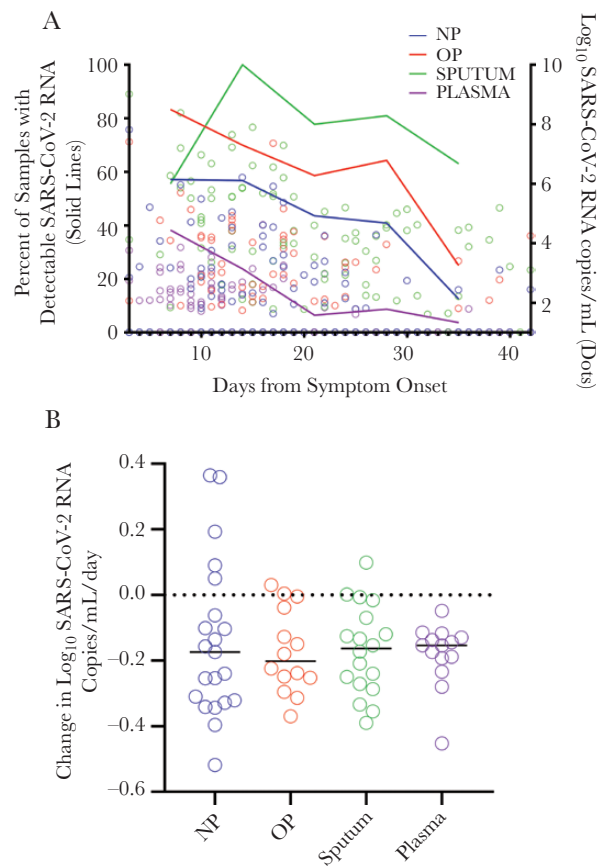 A
NP
OP
SPUTUM
PLASMA
Percent of Samples with
Detectable SARS-CoV-2 RNA
(Solid Lines)
100
80
60
40
20
0
10
8
6
4
2
Log10 SARS-CoV-2 RNA copies/mL (Dots)
10
20
30
40
Days from Symptom Onset
B
Change in Log10 SARS-CoV-2 RNA
Copies/mL/day
0.4
0.2
0.0
−0.2
−0.4
−0.6
NP
OP
Sputum
Plasma